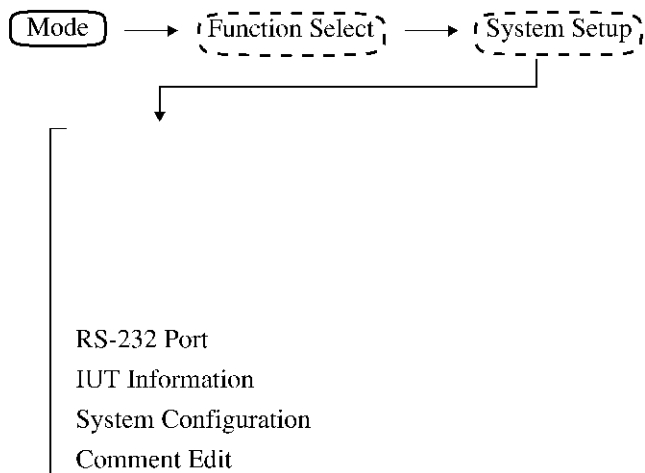 Mode Function Select System Setup
RS-232 Port
IUT Information
System Configuration
Comment Edit